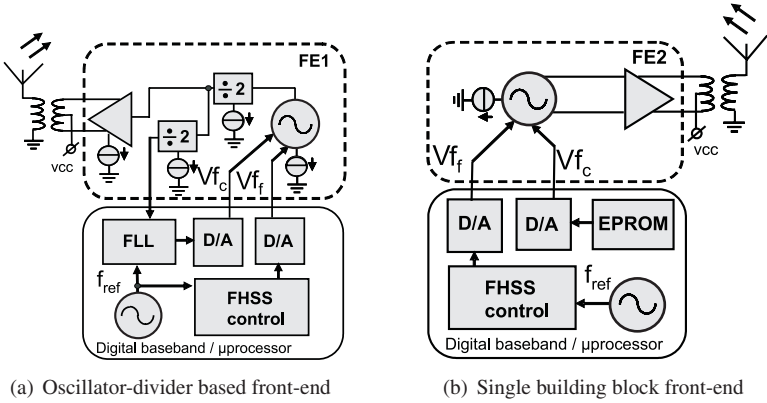 FE1
÷ 2
÷ 2
vcc
Vf_c
Vf_f
FLL
D/A
D/A
f_ref
FHSS
control
Digital baseband / μprocessor
(a) Oscillator-divider based front-end
FE2
vcc
Vf_f
Vf_c
D/A
D/A
EPROM
f_ref
FHSS
control
Digital baseband / μprocessor
(b) Single building block front-end